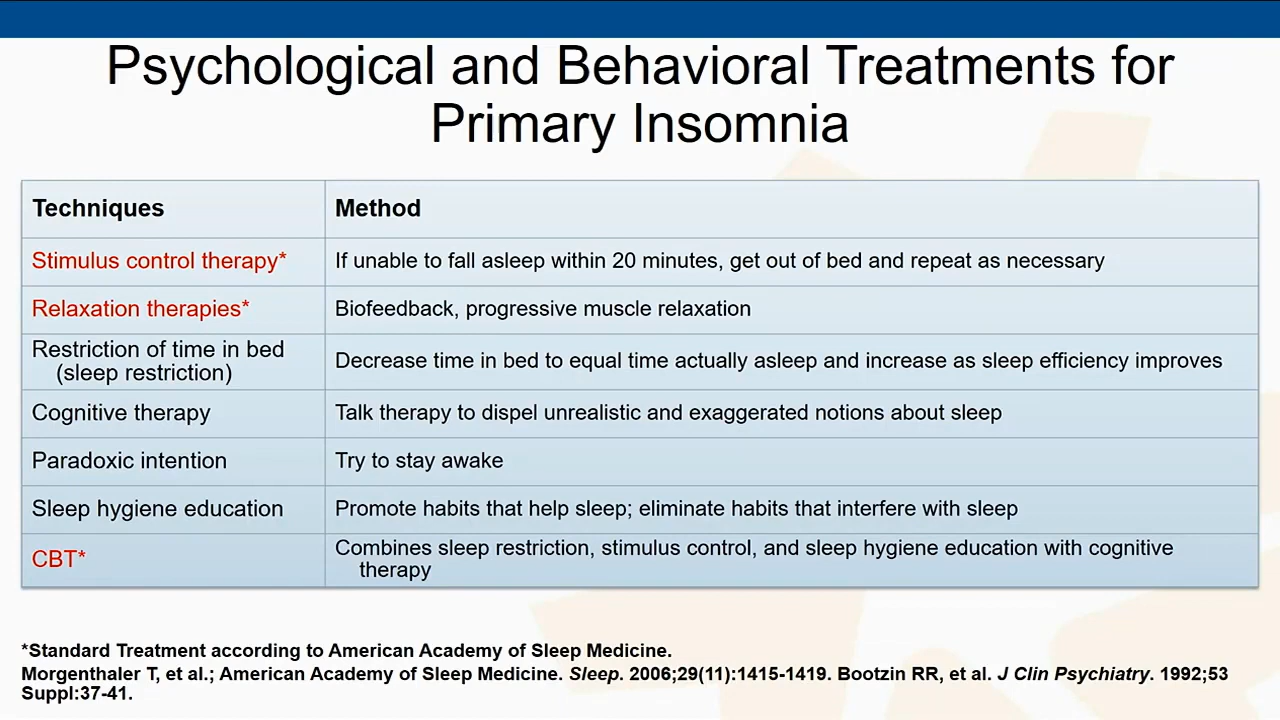 Psychological and Behavioral Treatments for
Primary Insomnia
Techniques Method
Stimulus control therapy* If unable to fall asleep within 20 minutes, get out of bed and repeat as necessary
Relaxation therapies* Biofeedback, progressive muscle relaxation
Restriction of time in bed
(sleep restriction)
Decrease time in bed to equal time actually asleep and increase as sleep efficiency improves
Cognitive therapy Talk therapy to dispel unrealistic and exaggerated notions about sleep
Paradoxic intention Try to stay awake
Sleep hygiene education Promote habits that help sleep; eliminate habits that interfere with sleep
CBT*
Combines sleep restriction, stimulus control, and sleep hygiene education with cognitive
therapy
*Standard Treatment according to American Academy of Sleep Medicine.
Morgenthaler T, et al.; American Academy of Sleep Medicine. Sleep. 2006;29(11):1415-1419. Bootzin RR, et al. J Clin Psychiatry. 1992;53
Suppl:37-41.